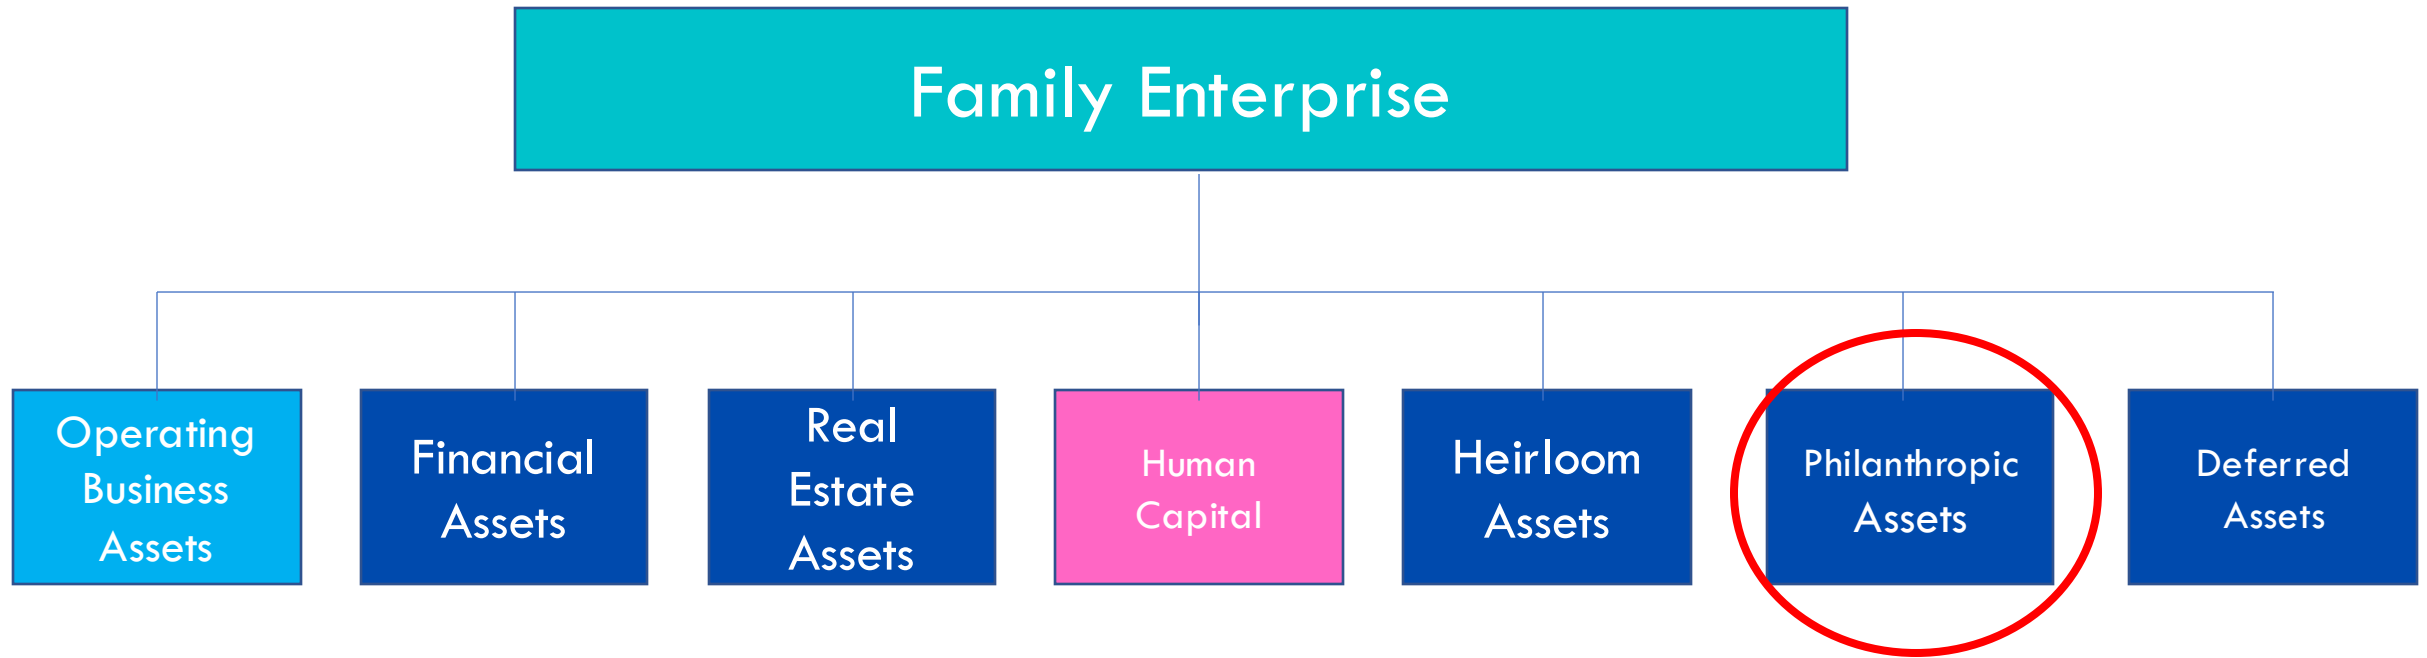 Family Enterprise
Operating
Business
Assets
Financial
Assets
Real
Estate
Assets
Human
Capital
Heirloom
Assets
Philanthropic
Assets
Deferred
Assets